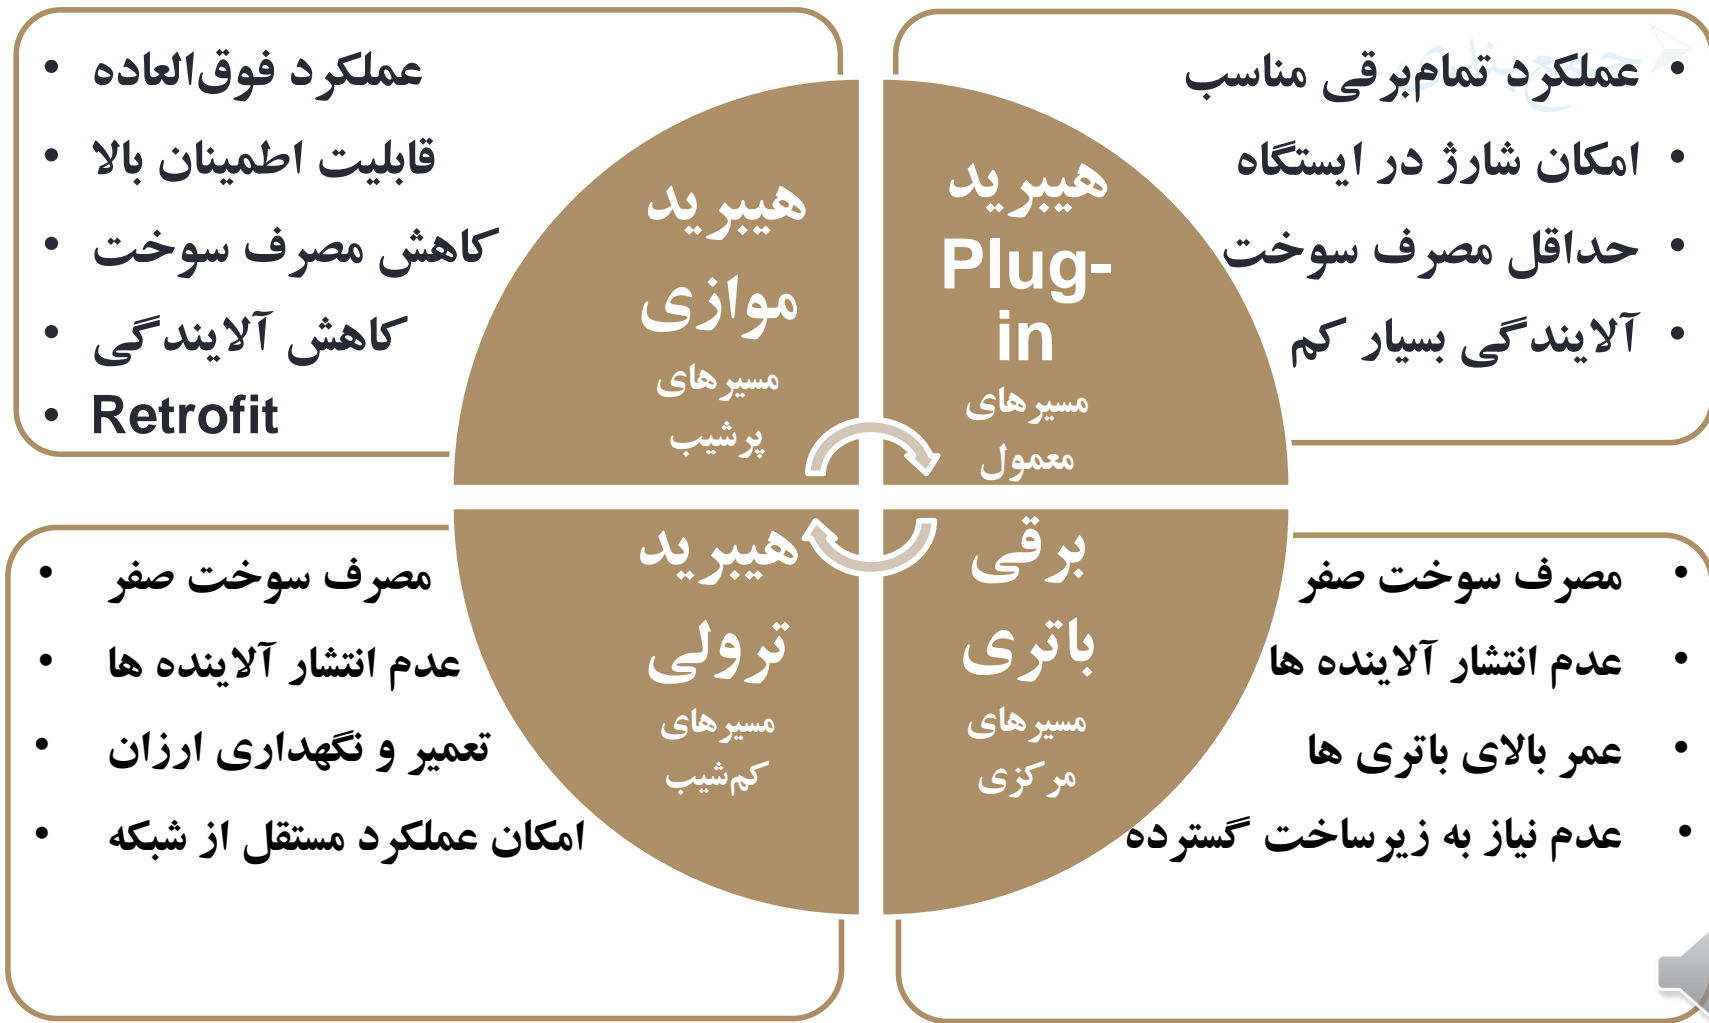 جمع‌بندی
عملکرد تمام‌برقی مناسب
امکان شارژ در ایستگاه
حداقل مصرف سوخت
آلایندگی بسیار کم
هیبرید
Plug-
in
مسیرهای
معمول
عملکرد فوق‌العاده
قابلیت اطمینان بالا
کاهش مصرف سوخت
کاهش آلایندگی
Retrofit
هیبرید
موازی
مسیرهای
پرشیب
برقی
باتری
مسیرهای
مرکزی
مصرف سوخت صفر
عدم انتشار آلاینده ها
عمر بالای باتری ها
عدم نیاز به زیرساخت گسترده
هیبرید
ترولی
مسیرهای
کم‌شیب
مصرف سوخت صفر
عدم انتشار آلاینده ها
تعمیر و نگهداری ارزان
امکان عملکرد مستقل از شبکه